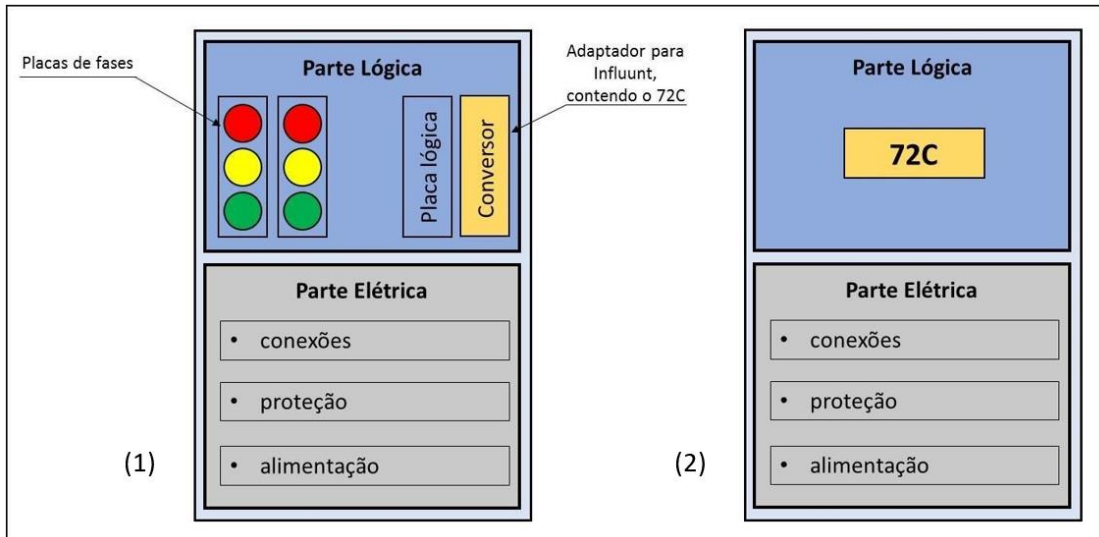 Placas de fases
Parte Lógica
Placa lógica
Conversor
Adaptador para
Influunt,
contendo o 72C
Parte Elétrica
• conexões
• proteção
• alimentação
(1)
Parte Lógica
72C
Parte Elétrica
• conexões
• proteção
• alimentação
(2)